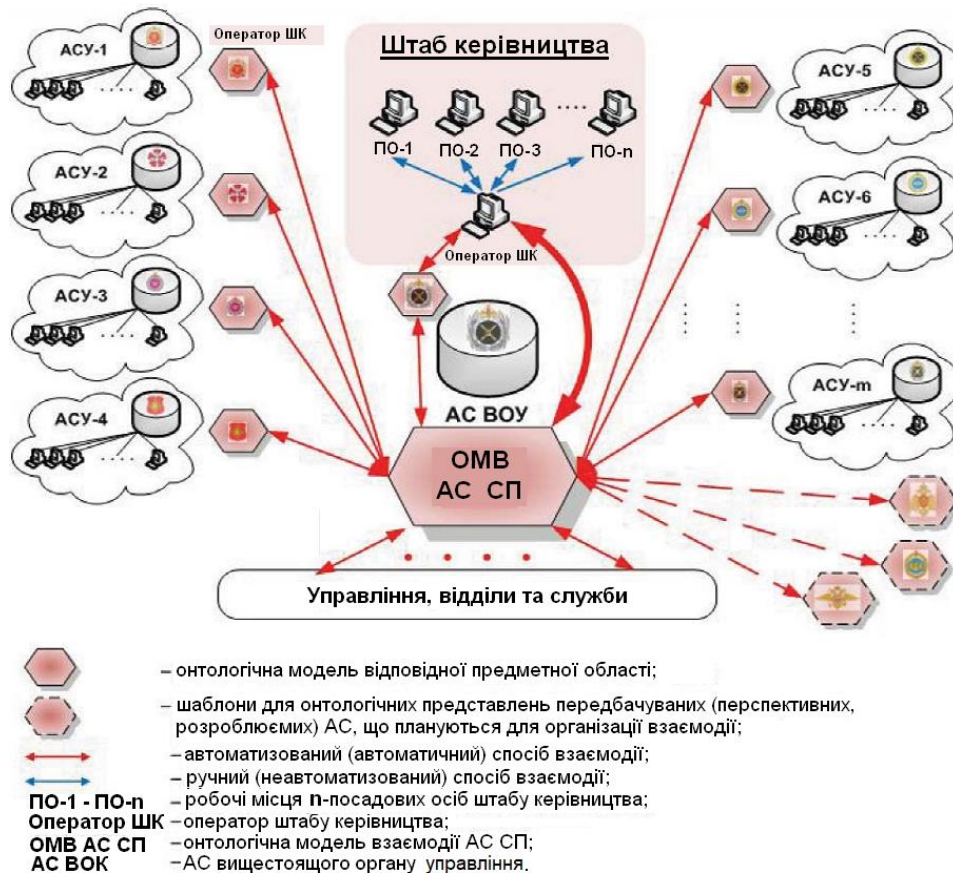 АСУ-1
Оператор ШК
Штаб керівництва
АСУ-5
ПО-1 ПО-2 ПО-3 ПО-n
АСУ-2
АСУ-6
Оператор ШК
АСУ-3
АСУ-4
АСУ-m
АС ВОУ
ОМВ
АС СП
Управління, відділи та служби
– онтологічна модель відповідної предметної області;
– шаблони для онтологічних представлень передбачуваних (перспективних,
розроблюємих) АС, що плануються для організації взаємодії;
– автоматизований (автоматичний) спосіб взаємодії;
– ручний (неавтоматизований) спосіб взаємодії;
ПО-1 - ПО-n – робочі місця n-посадових осіб штабу керівництва;
Оператор ШК – оператор штабу керівництва;
ОМВ АС СП – онтологічна модель взаємодії АС СП;
АС ВОК – АС вищестоящого органу управління.